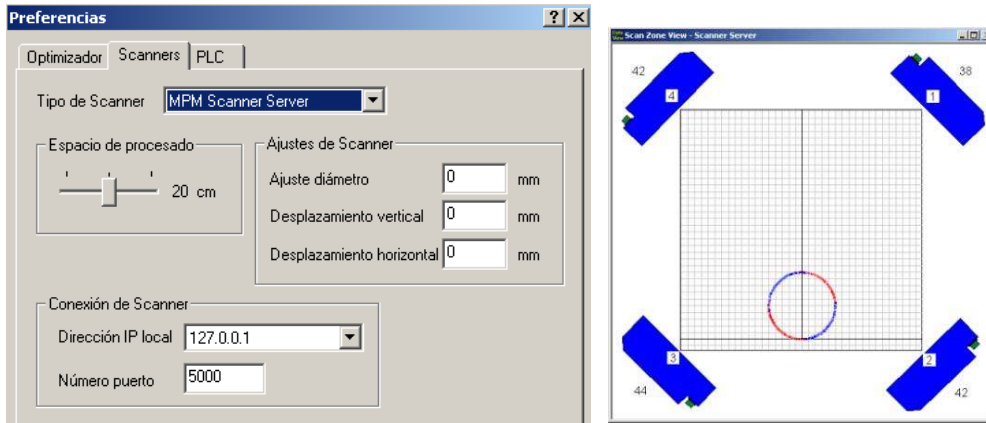 Preferencias
Optimizador Scanners PLC
Tipo de Scanner MPM Scanner Server
Espacio de procesado
20 cm
Ajustes de Scanner
Ajuste diámetro 0 mm
Desplazamiento vertical 0 mm
Desplazamiento horizontal 0 mm
Conexión de Scanner
Dirección IP local 127.0.0.1
Número puerto 5000
Scan Zone View - Scanner Server
42 38
4 1
3 2
44 42